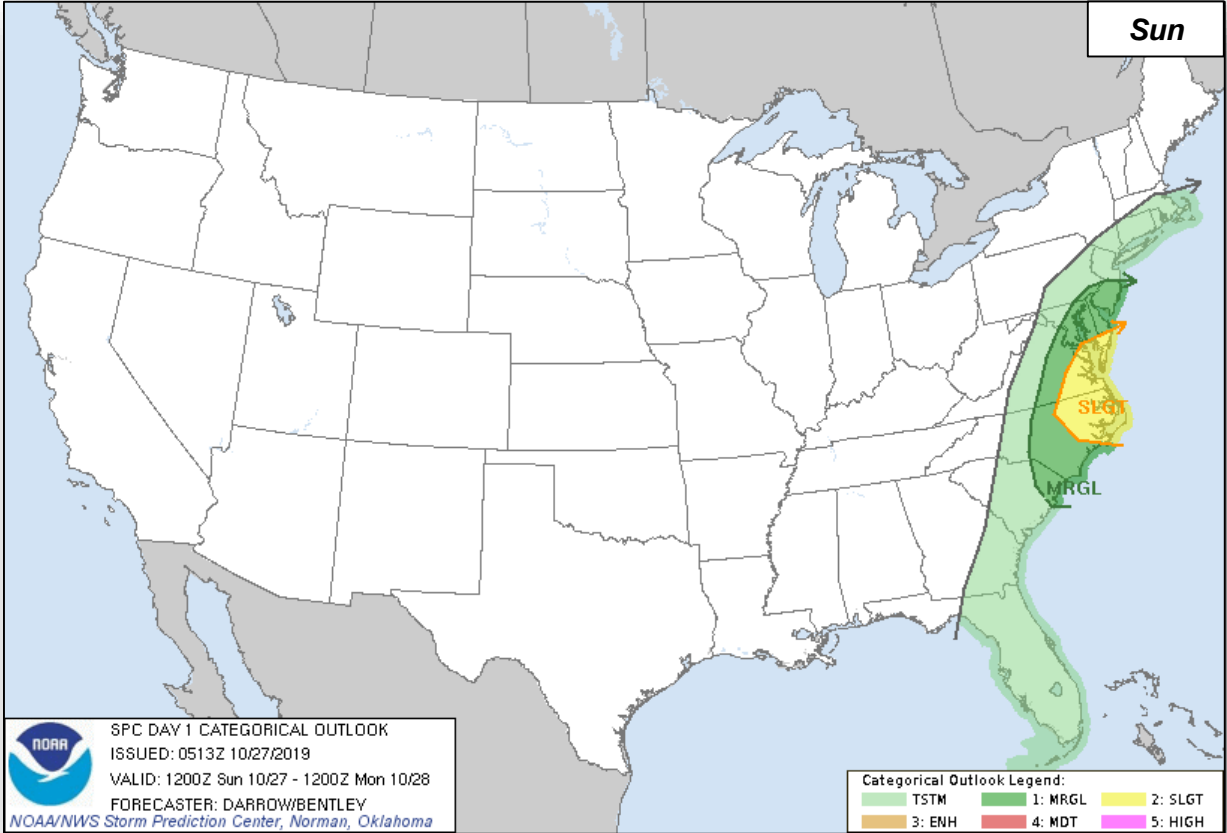 Sun
SLGT
MRGL
NOAA
SPC DAY 1 CATEGORICAL OUTLOOK
ISSUED: 0513Z 10/27/2019
VALID: 1200Z Sun 10/27 - 1200Z Mon 10/28
FORECASTER: DARROW/BENTLEY
NOAA/NWS Storm Prediction Center, Norman, Oklahoma
Categorical Outlook Legend:
TSTM 1: MRGL 2: SLGT
3: ENH 4: MDT 5: HIGH